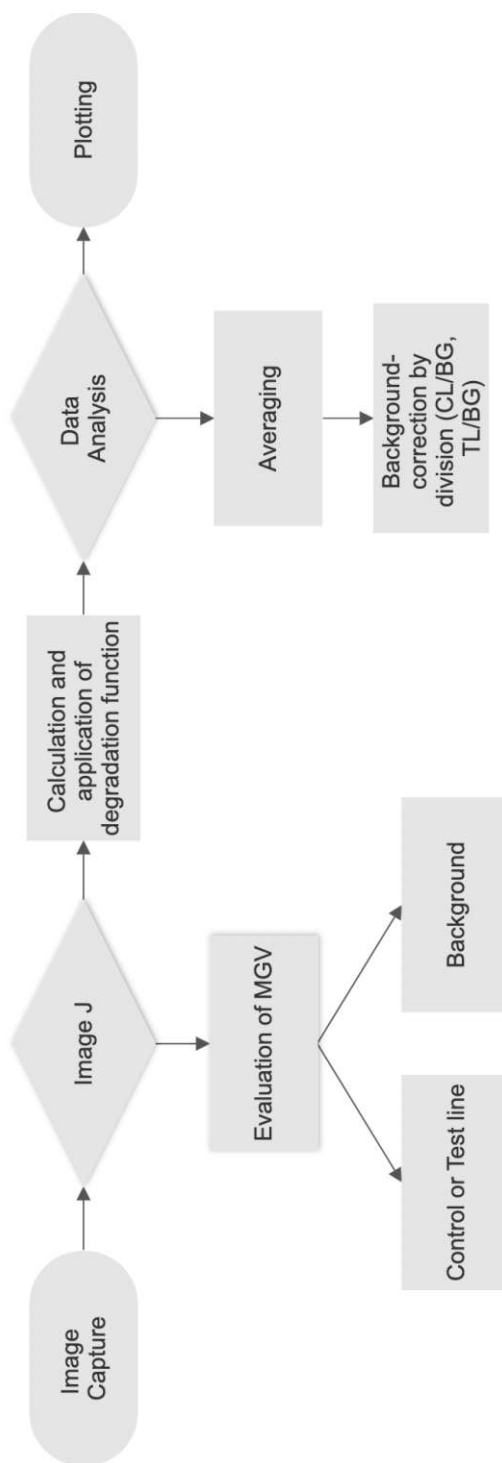 Image
Capture
Image J
Calculation and
application of
degradation function
Data
Analysis
Plotting
Evaluation of MGV
Averaging
Control or Test line
Background
Background-
correction by
division (CL/BG,
TL/BG)